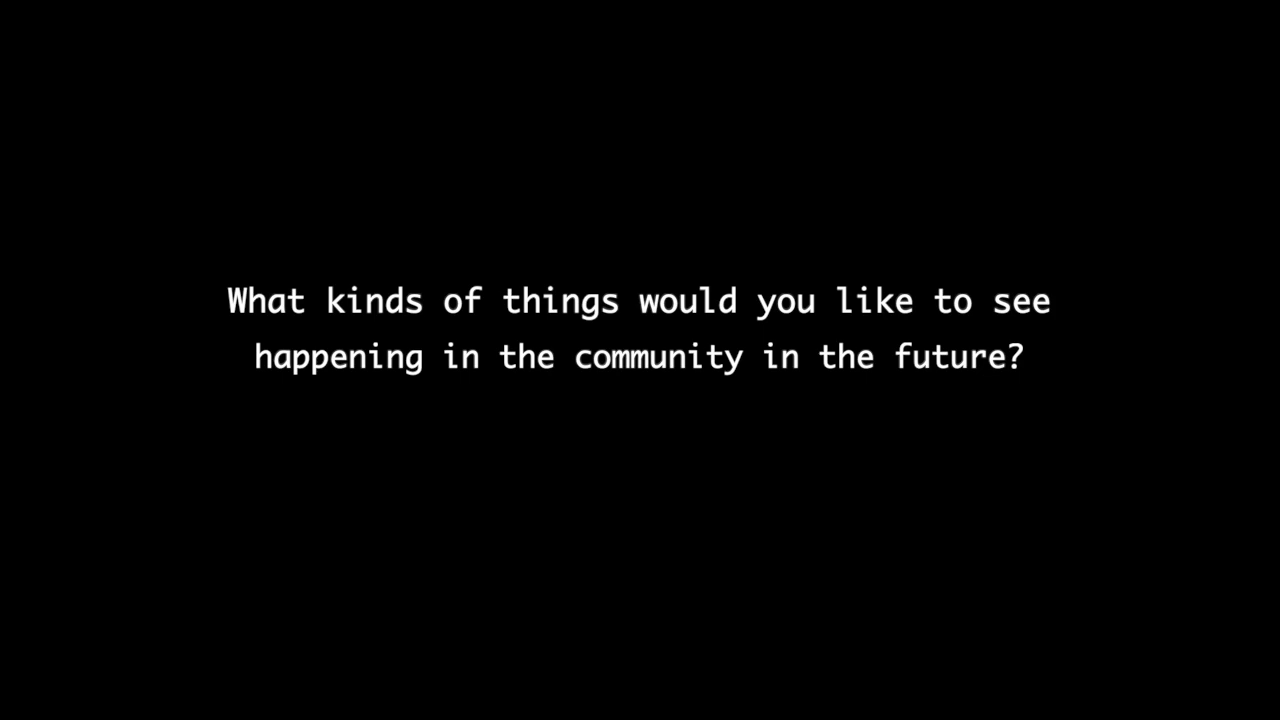 What kinds of things would you like to see
happening in the community in the future?